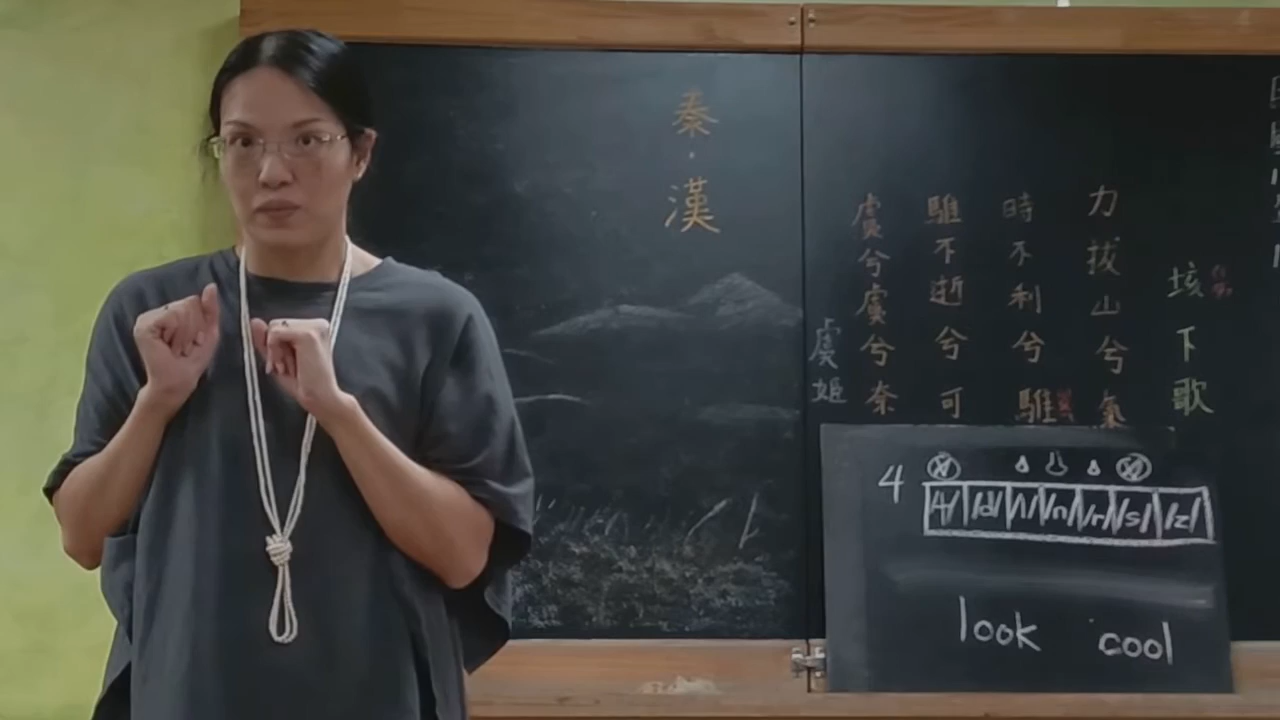 秦·漢
垓下歌
力拔山兮氣
時不利兮騅
騅不逝兮可
虞兮虞兮奈
虞姬
4
/t/ /d/ /l/ /n/ /r/ /s/ /z/
look cool